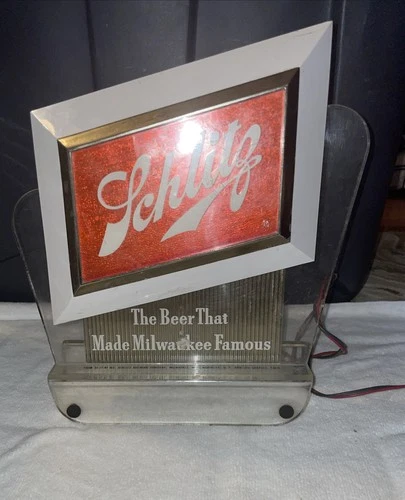 Schlitz
The Beer That
Made Milwaukee Famous